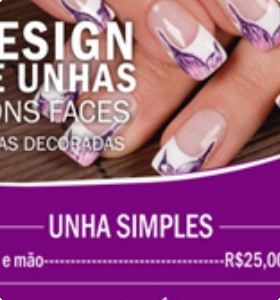 ESIGN
E UNHAS
ONS FACES
AS DECORADAS
UNHA SIMPLES
e mão----------------------------------R$25,00